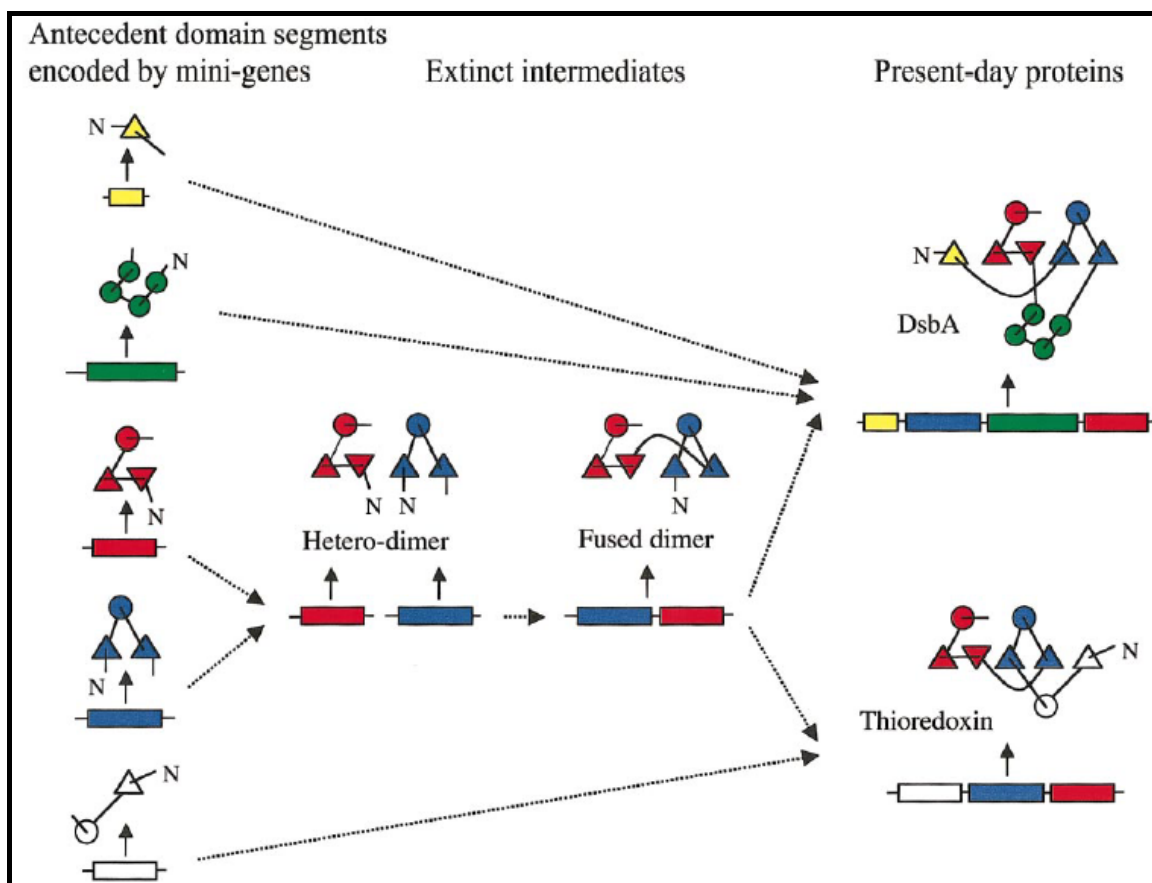 Antecedent domain segments
encoded by mini-genes
Extinct intermediates
Present-day proteins
N
N
N
N
N
Hetero-dimer
N
N
Fused dimer
N
N
DsbA
N
Thioredoxin